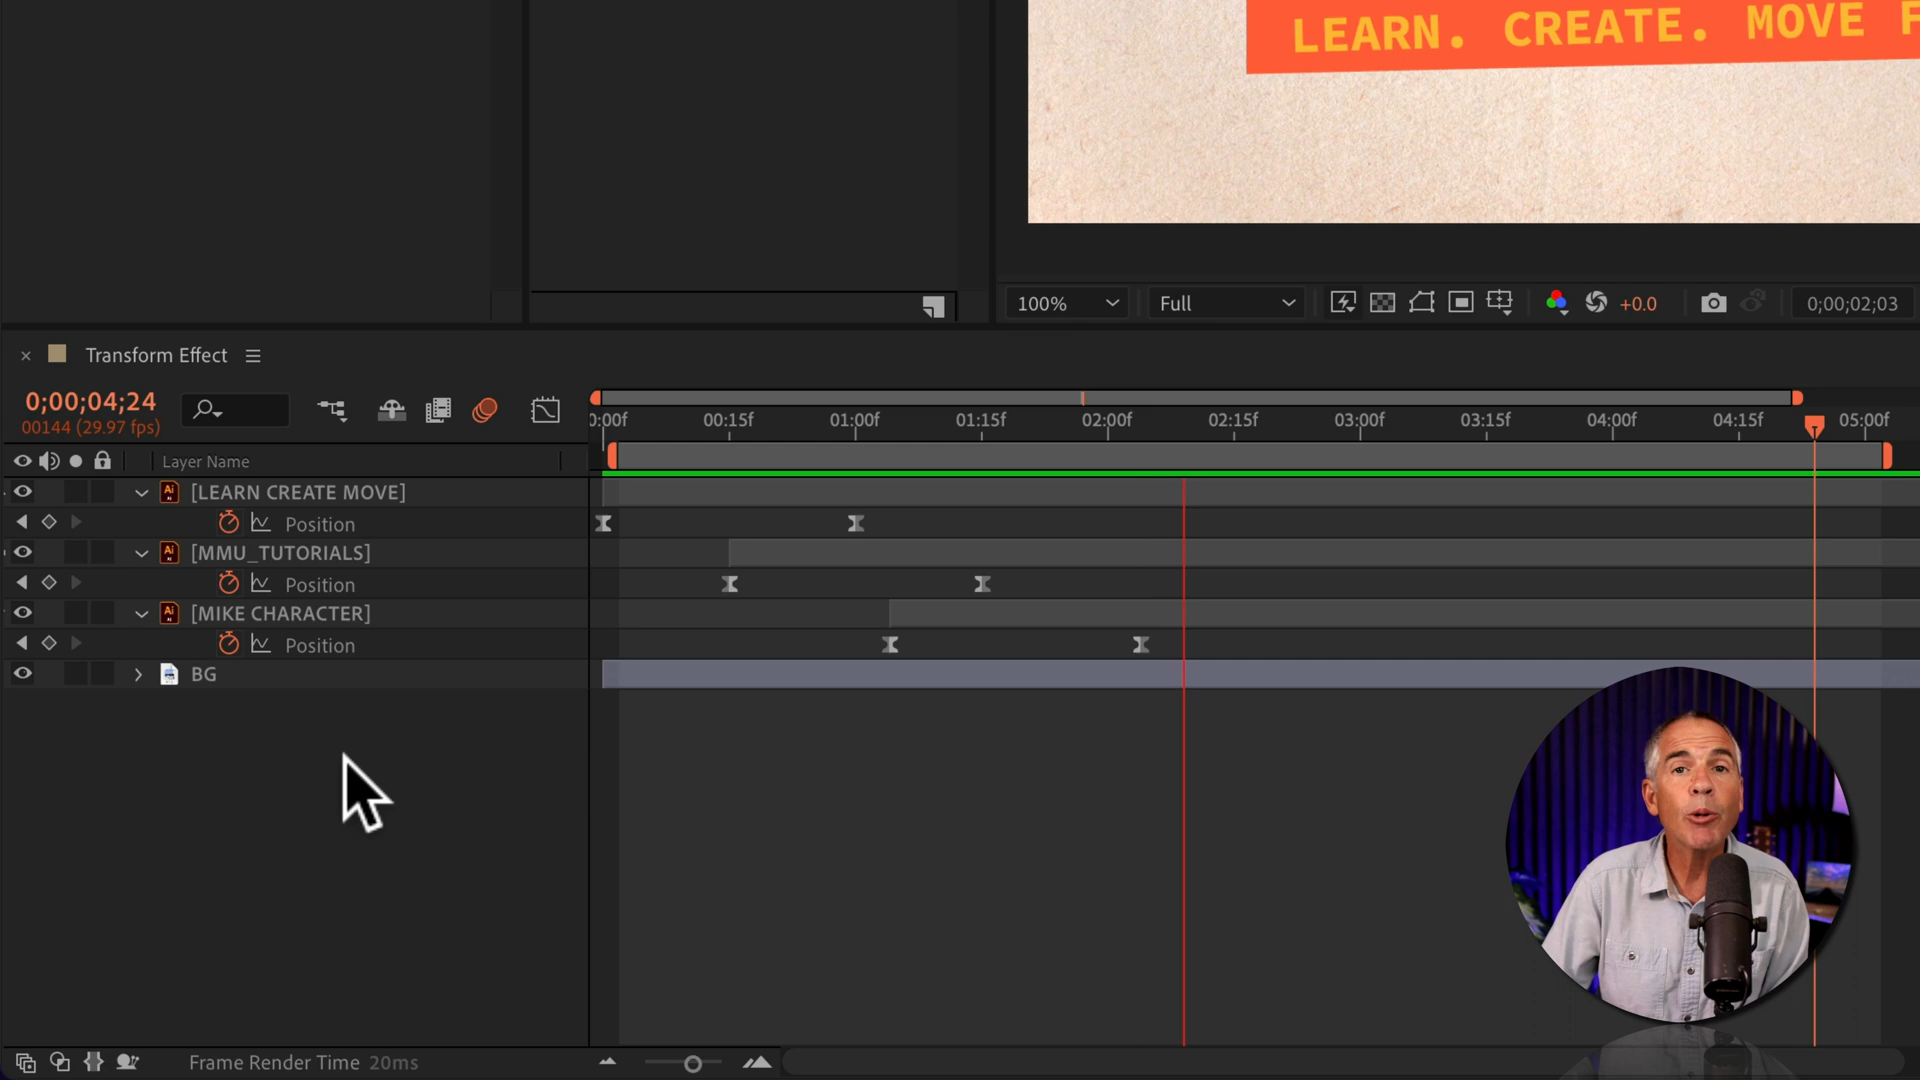 LEARN. CREATE. MOVE F
100%
Full
+0.0
0;00;02;03
Transform Effect
0;00;04;24
00144 (29.97 fps)
0:00f 00:15f 01:00f 01:15f 02:00f 02:15f 03:00f 03:15f 04:00f 04:15f 05:00f
Layer Name
[LEARN CREATE MOVE]
Position
[MMU_TUTORIALS]
Position
[MIKE CHARACTER]
Position
BG
Frame Render Time 20ms